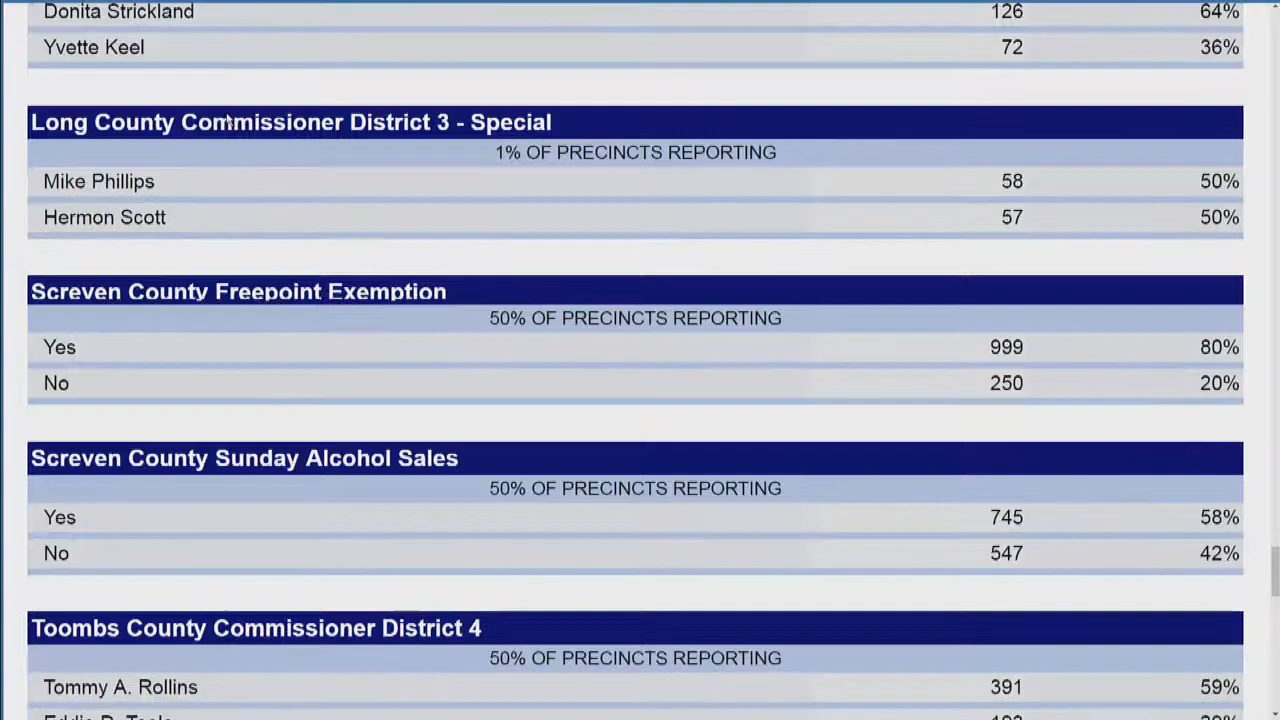 Donita Strickland 126 64%
Yvette Keel 72 36%
Long County Commissioner District 3 - Special
1% OF PRECINCTS REPORTING
Mike Phillips 58 50%
Hermon Scott 57 50%
Screven County Freepoint Exemption
50% OF PRECINCTS REPORTING
Yes 999 80%
No 250 20%
Screven County Sunday Alcohol Sales
50% OF PRECINCTS REPORTING
Yes 745 58%
No 547 42%
Toombs County Commissioner District 4
50% OF PRECINCTS REPORTING
Tommy A. Rollins 391 59%